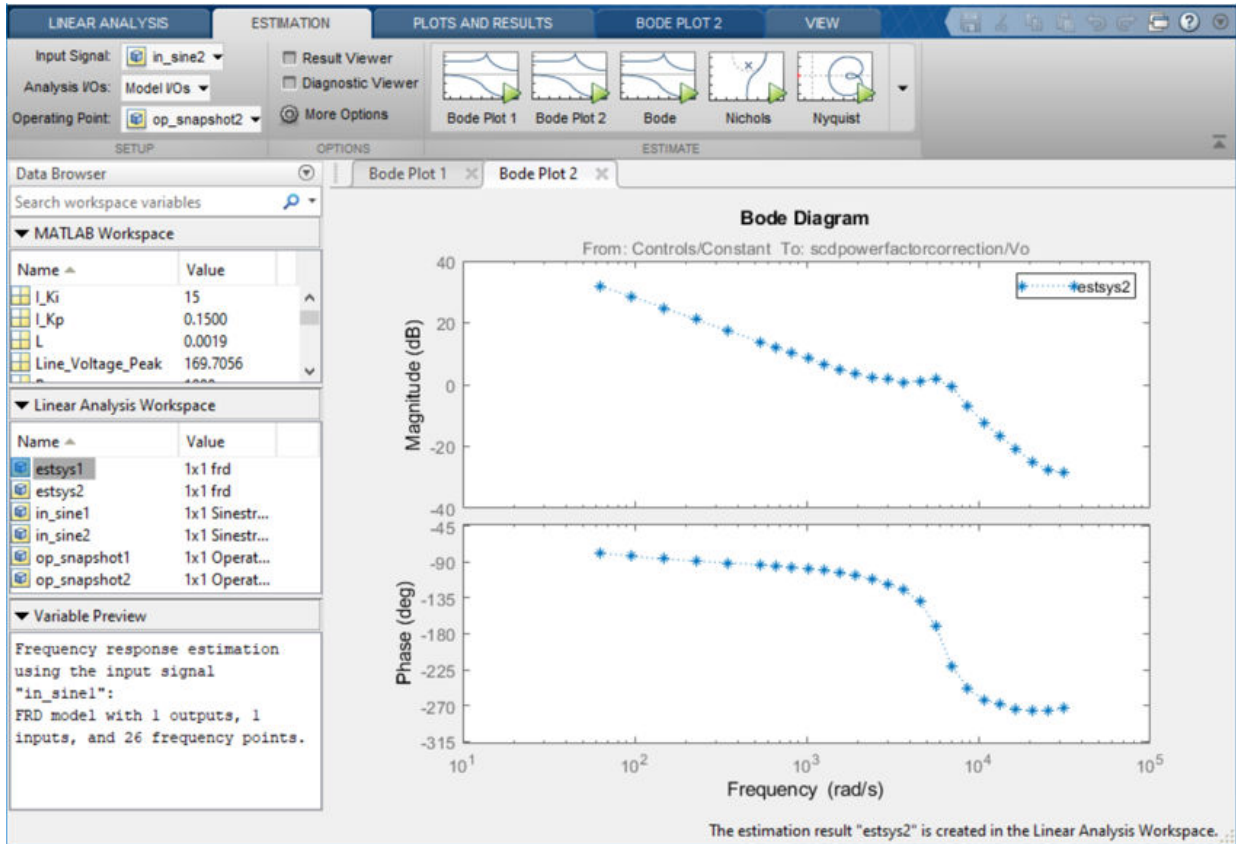 LINEAR ANALYSIS ESTIMATION PLOTS AND RESULTS BODE PLOT 2 VIEW
Input Signal: in_sine2 Result Viewer
Analysis I/Os: Model I/Os Diagnostic Viewer
Operating Point: op_snapshot2 More Options
Bode Plot 1 Bode Plot 2 Bode Nichols Nyquist
SETUP OPTIONS ESTIMATE
Data Browser
Search workspace variables
MATLAB Workspace
Name Value
I_Ki 15
I_Kp 0.1500
L 0.0019
Line_Voltage_Peak 169.7056
Linear Analysis Workspace
Name Value
estsys1 1x1 frd
estsys2 1x1 frd
in_sine1 1x1 Sinestr...
in_sine2 1x1 Sinestr...
op_snapshot1 1x1 Operat...
op_snapshot2 1x1 Operat...
Variable Preview
Frequency response estimation
using the input signal
"in_sine1":
FRD model with 1 outputs, 1
inputs, and 26 frequency points.
Bode Plot 1 Bode Plot 2
Bode Diagram
From: Controls/Constant To: scdpowerfactorcorrection/Vo
estsys2
Magnitude (dB)
40
20
0
-20
-40
Phase (deg)
-45
-90
-135
-180
-225
-270
-315
10^1 10^2 10^3 10^4 10^5
Frequency (rad/s)
The estimation result "estsys2" is created in the Linear Analysis Workspace.